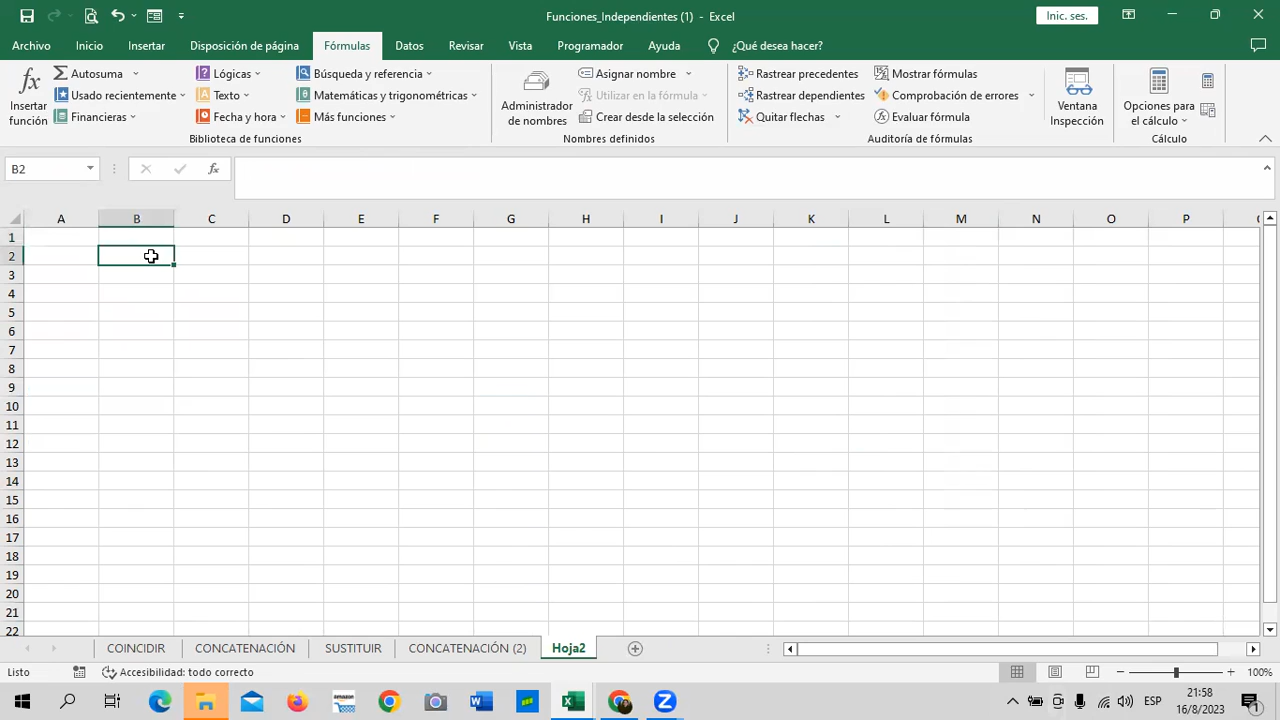 Funciones_Independientes (1) - Excel
Inic. ses.
Archivo Inicio Insertar Disposición de página Fórmulas Datos Revisar Vista Programador Ayuda ¿Qué desea hacer?
Insertar función
Autosuma
Usado recientemente
Financieras
Lógicas
Texto
Fecha y hora
Búsqueda y referencia
Matemáticas y trigonométricas
Más funciones
Biblioteca de funciones
Administrador de nombres
Asignar nombre
Utilizar en la fórmula
Crear desde la selección
Nombres definidos
Rastrear precedentes
Rastrear dependientes
Quitar flechas
Mostrar fórmulas
Comprobación de errores
Evaluar fórmula
Auditoría de fórmulas
Ventana Inspección
Opciones para el cálculo
Cálculo
B2
fx
A B C D E F G H I J K L M N O P
1
2
3
4
5
6
7
8
9
10
11
12
13
14
15
16
17
18
19
20
21
22
COINCIDIR CONCATENACIÓN SUSTITUIR CONCATENACIÓN (2) Hoja2
Listo Accesibilidad: todo correcto 100%
ESP 21:58
16/8/2023